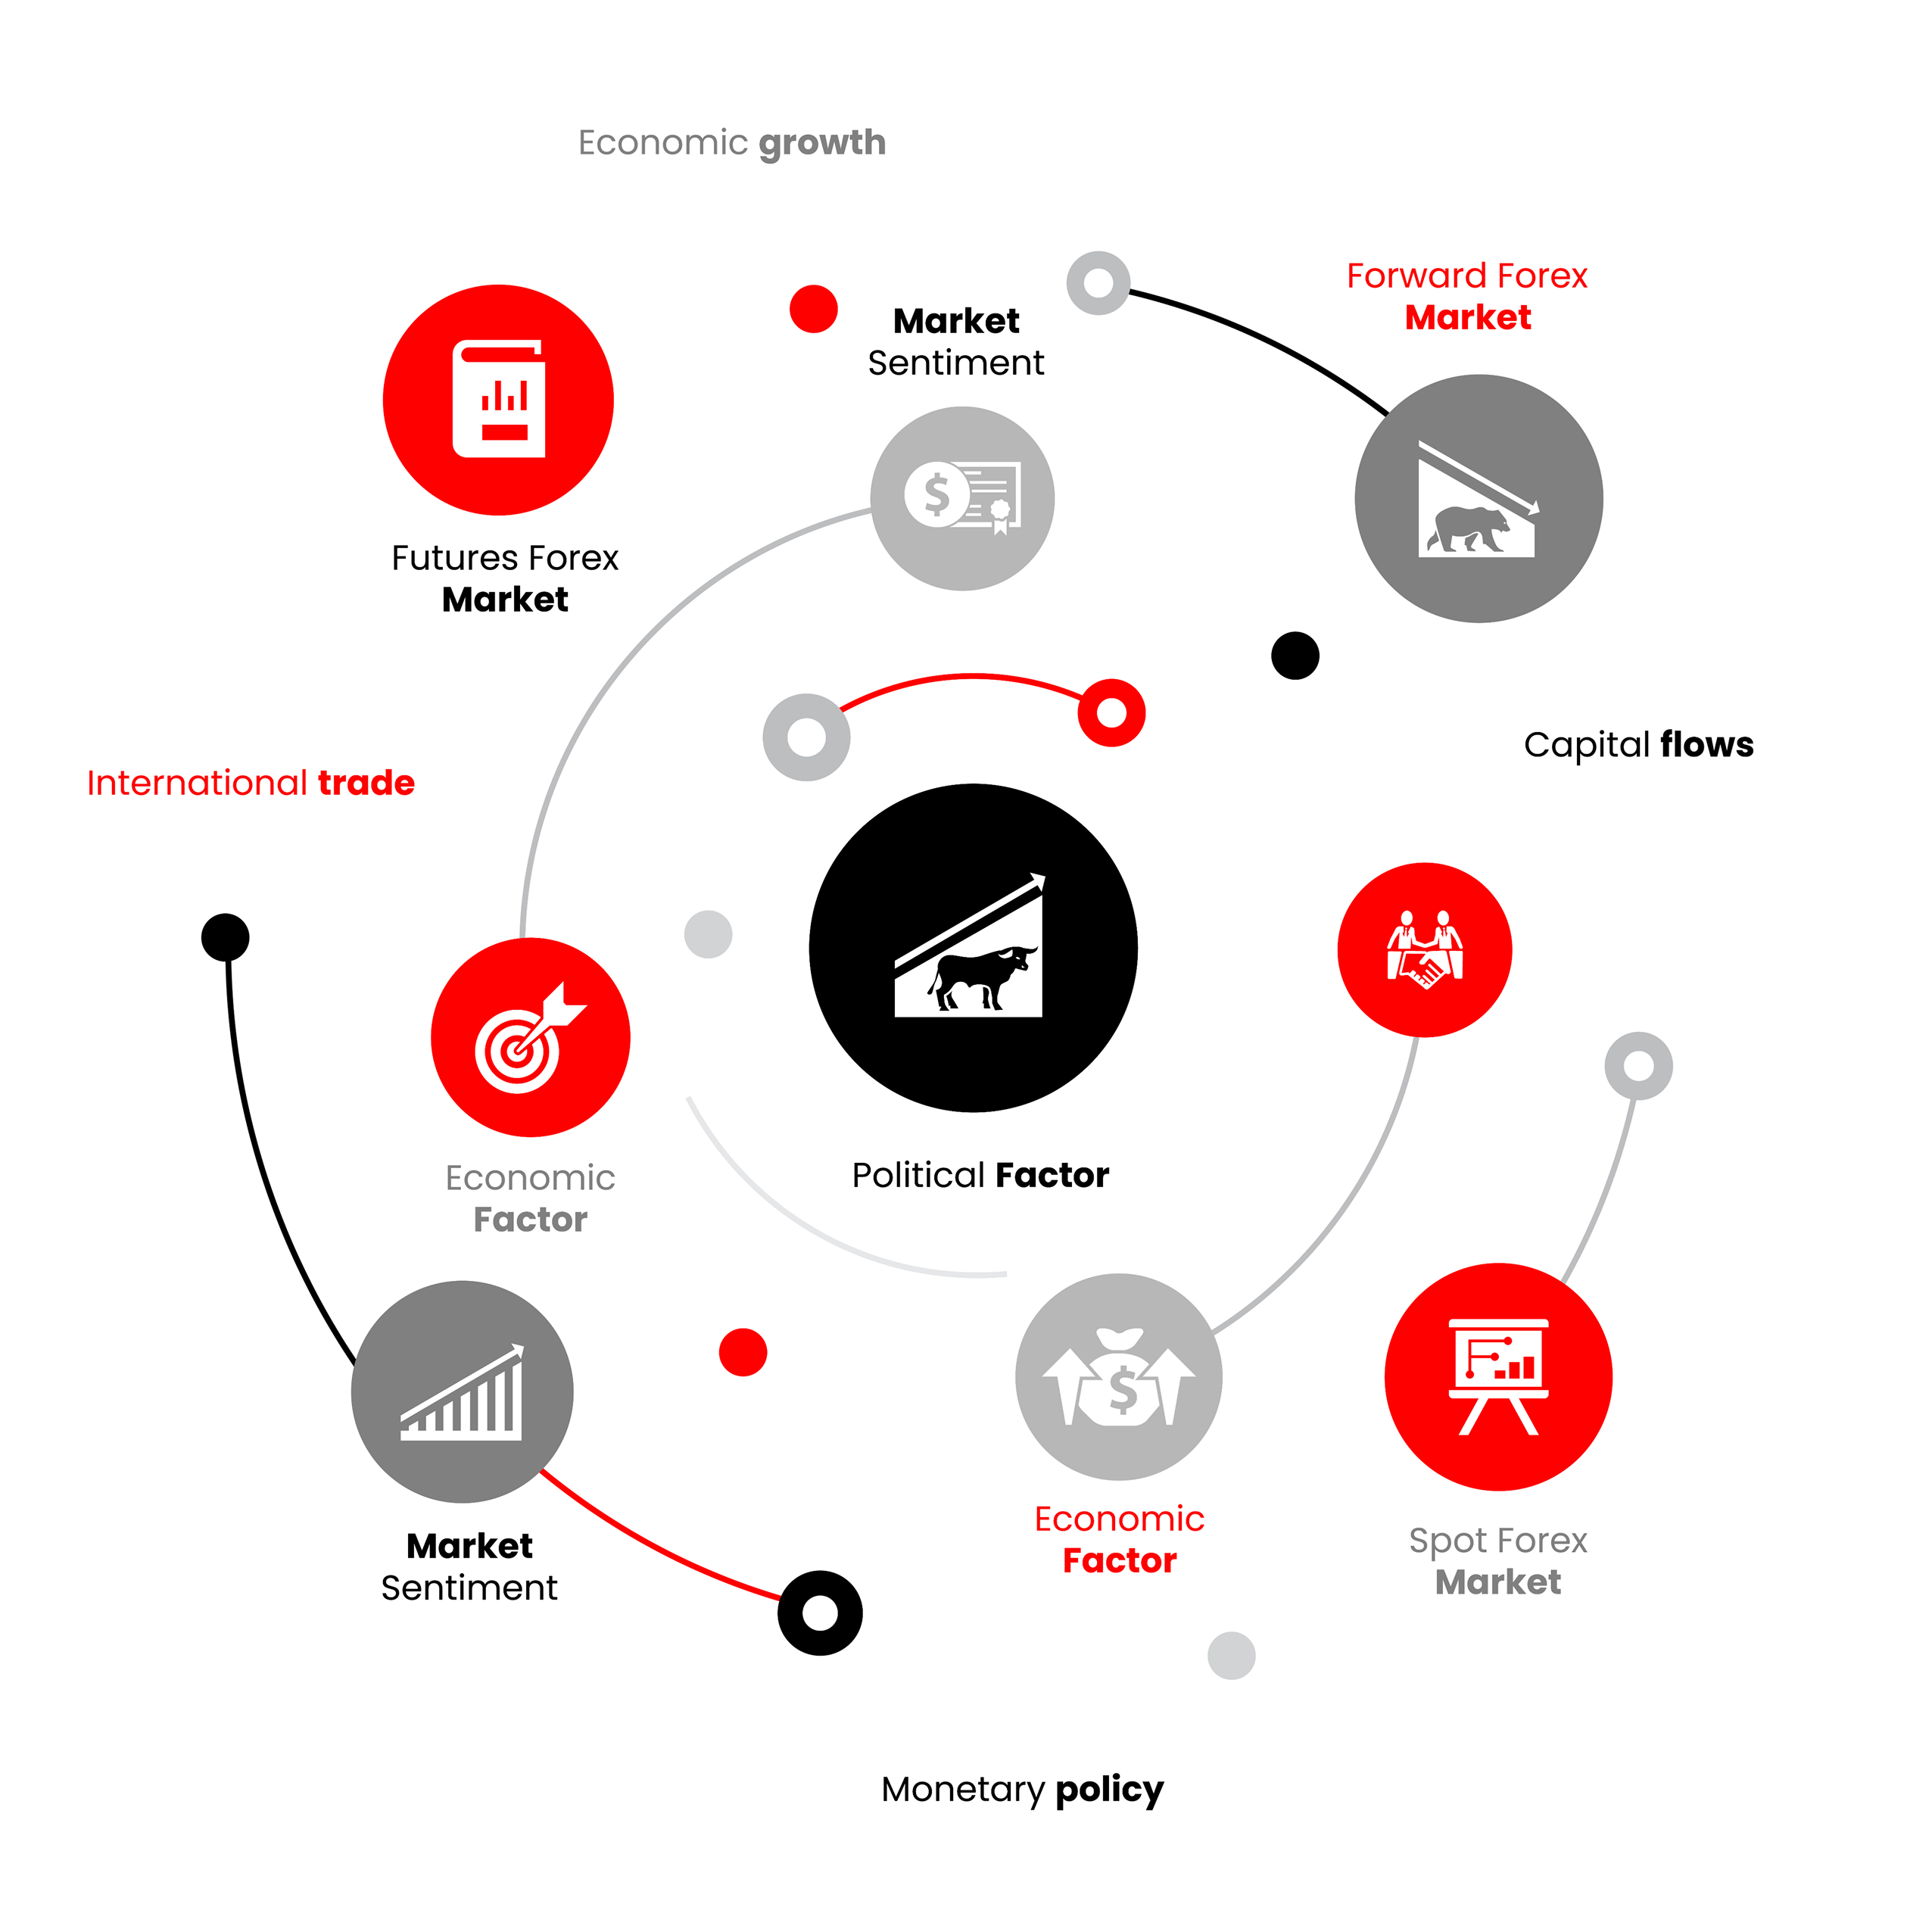 Economic growth
Forward Forex
Market
Market
Sentiment
$
Futures Forex
Market
Capital flows
International trade
Political Factor
Economic
Factor
$
Economic
Factor
Spot Forex
Market
Market
Sentiment
Monetary policy